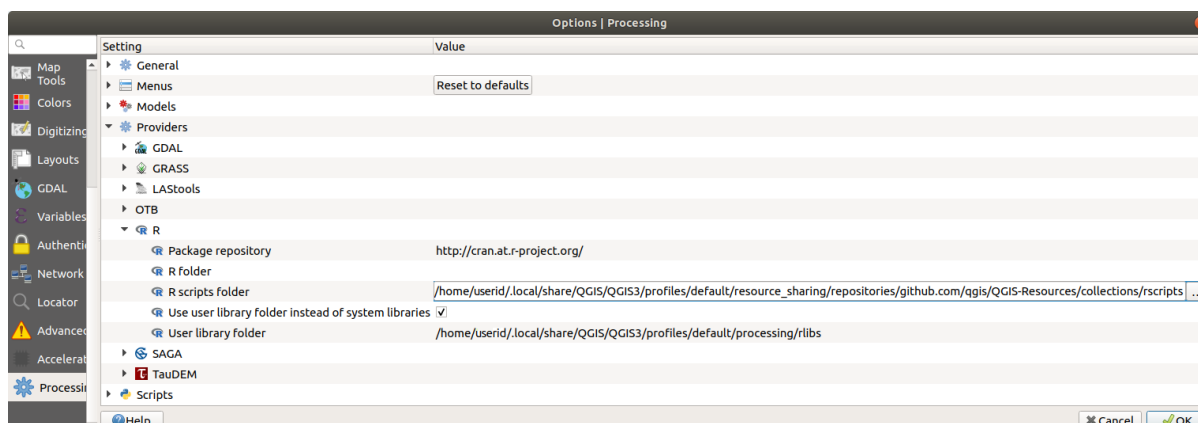 Options | Processing
Setting Value
Map Tools
Colors
Digitizing
Layouts
GDAL
Variables
Authenti
Network
Locator
Advanced
Accelerat
Processin
General
Menus Reset to defaults
Models
Providers
GDAL
GRASS
LAStools
OTB
R
Package repository http://cran.at.r-project.org/
R folder
R scripts folder /home/userid/.local/share/QGIS/QGIS3/profiles/default/resource_sharing/repositories/github.com/qgis/QGIS-Resources/collections/rscripts ...
Use user library folder instead of system libraries
User library folder /home/userid/.local/share/QGIS/QGIS3/profiles/default/processing/rlibs
SAGA
TauDEM
Scripts
Help Cancel OK